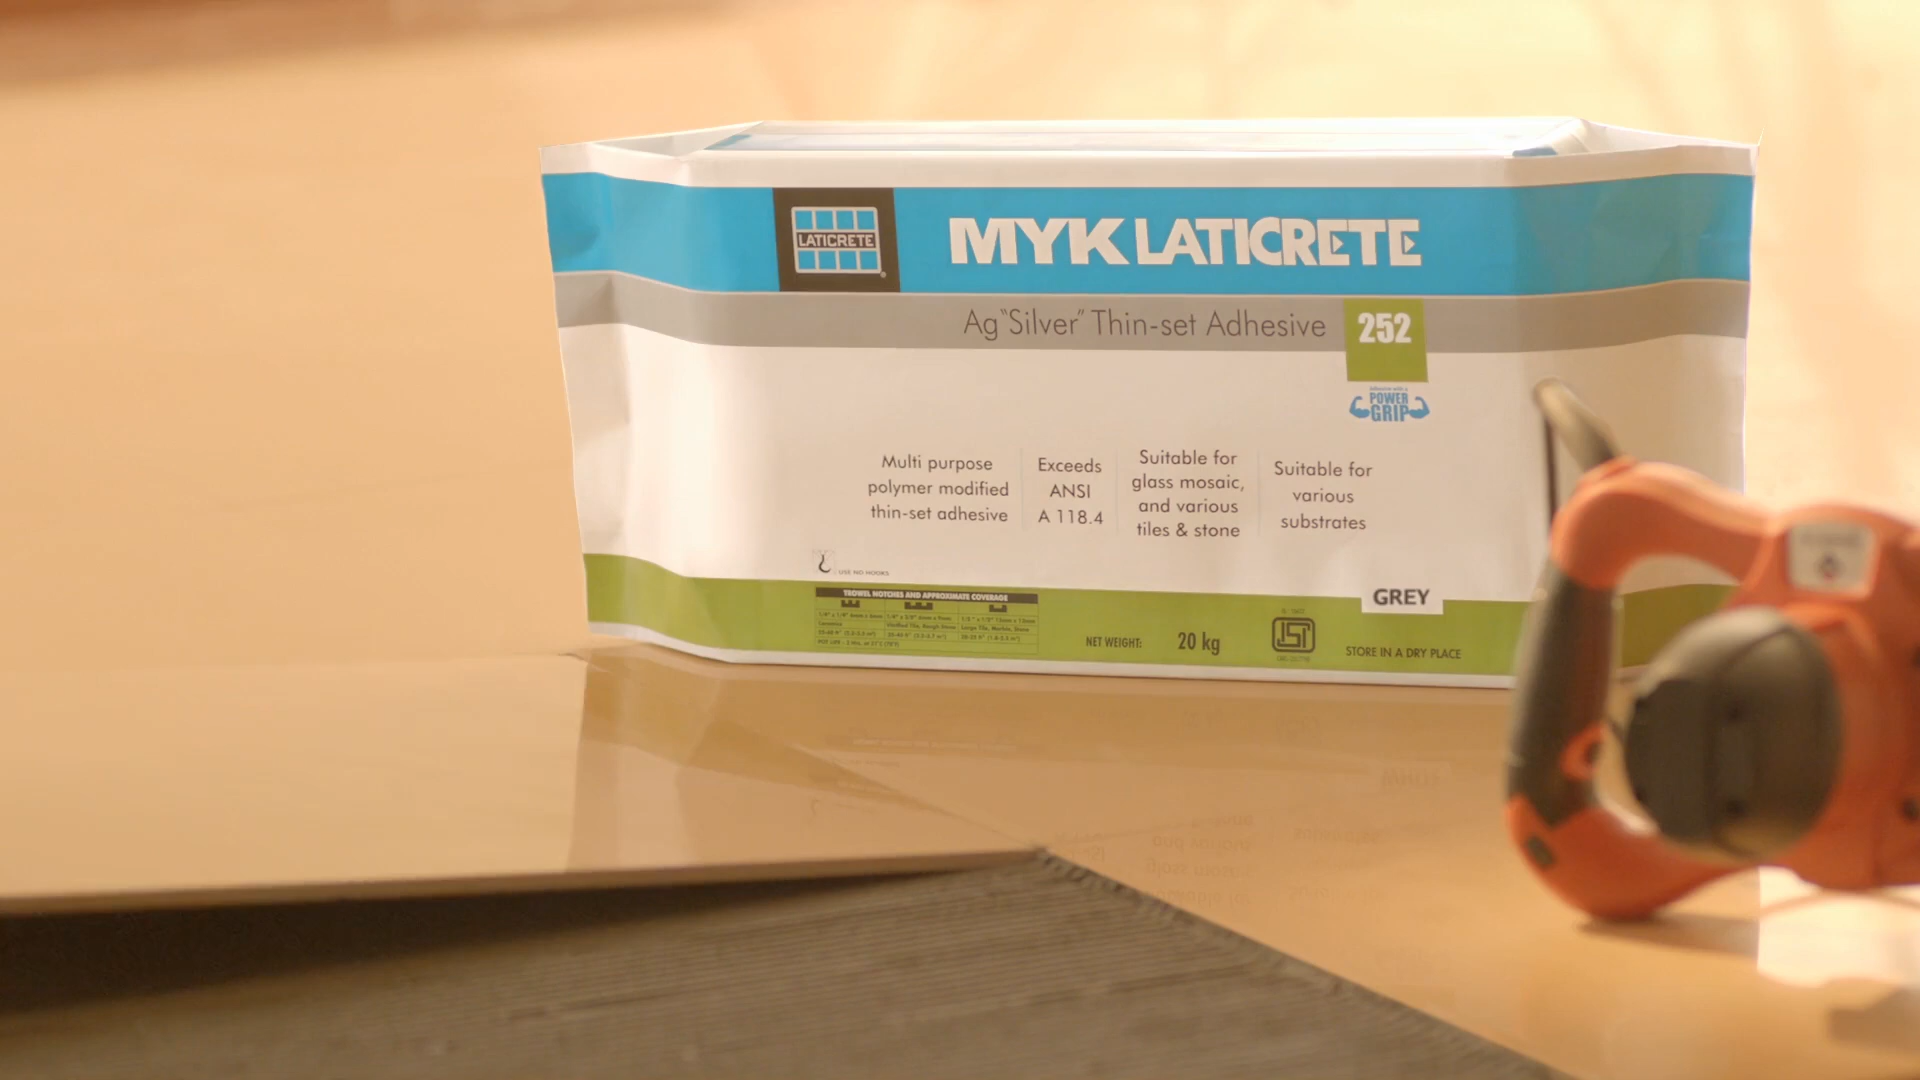 LATICRETE
MYK LATICRETE
Ag "Silver" Thin-set Adhesive
252
POWER
GRIP
Multi purpose
polymer modified
thin-set adhesive
Exceeds
ANSI
A 118.4
Suitable for
glass mosaic,
and various
tiles & stone
Suitable for
various
substrates
USE NO HOOKS
GREY
TROWEL NOTCHES AND APPROXIMATE COVERAGE
NET WEIGHT:
20 kg
STORE IN A DRY PLACE